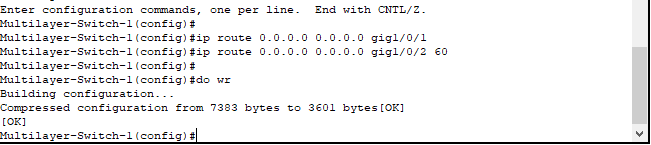 Enter configuration commands, one per line.  End with CNTL/Z.
Multilayer-Switch-1(config)#
Multilayer-Switch-1(config)#ip route 0.0.0.0 0.0.0.0 gig1/0/1
Multilayer-Switch-1(config)#ip route 0.0.0.0 0.0.0.0 gig1/0/2 60
Multilayer-Switch-1(config)#
Multilayer-Switch-1(config)#do wr
Building configuration...
Compressed configuration from 7383 bytes to 3601 bytes[OK]
[OK]
Multilayer-Switch-1(config)#